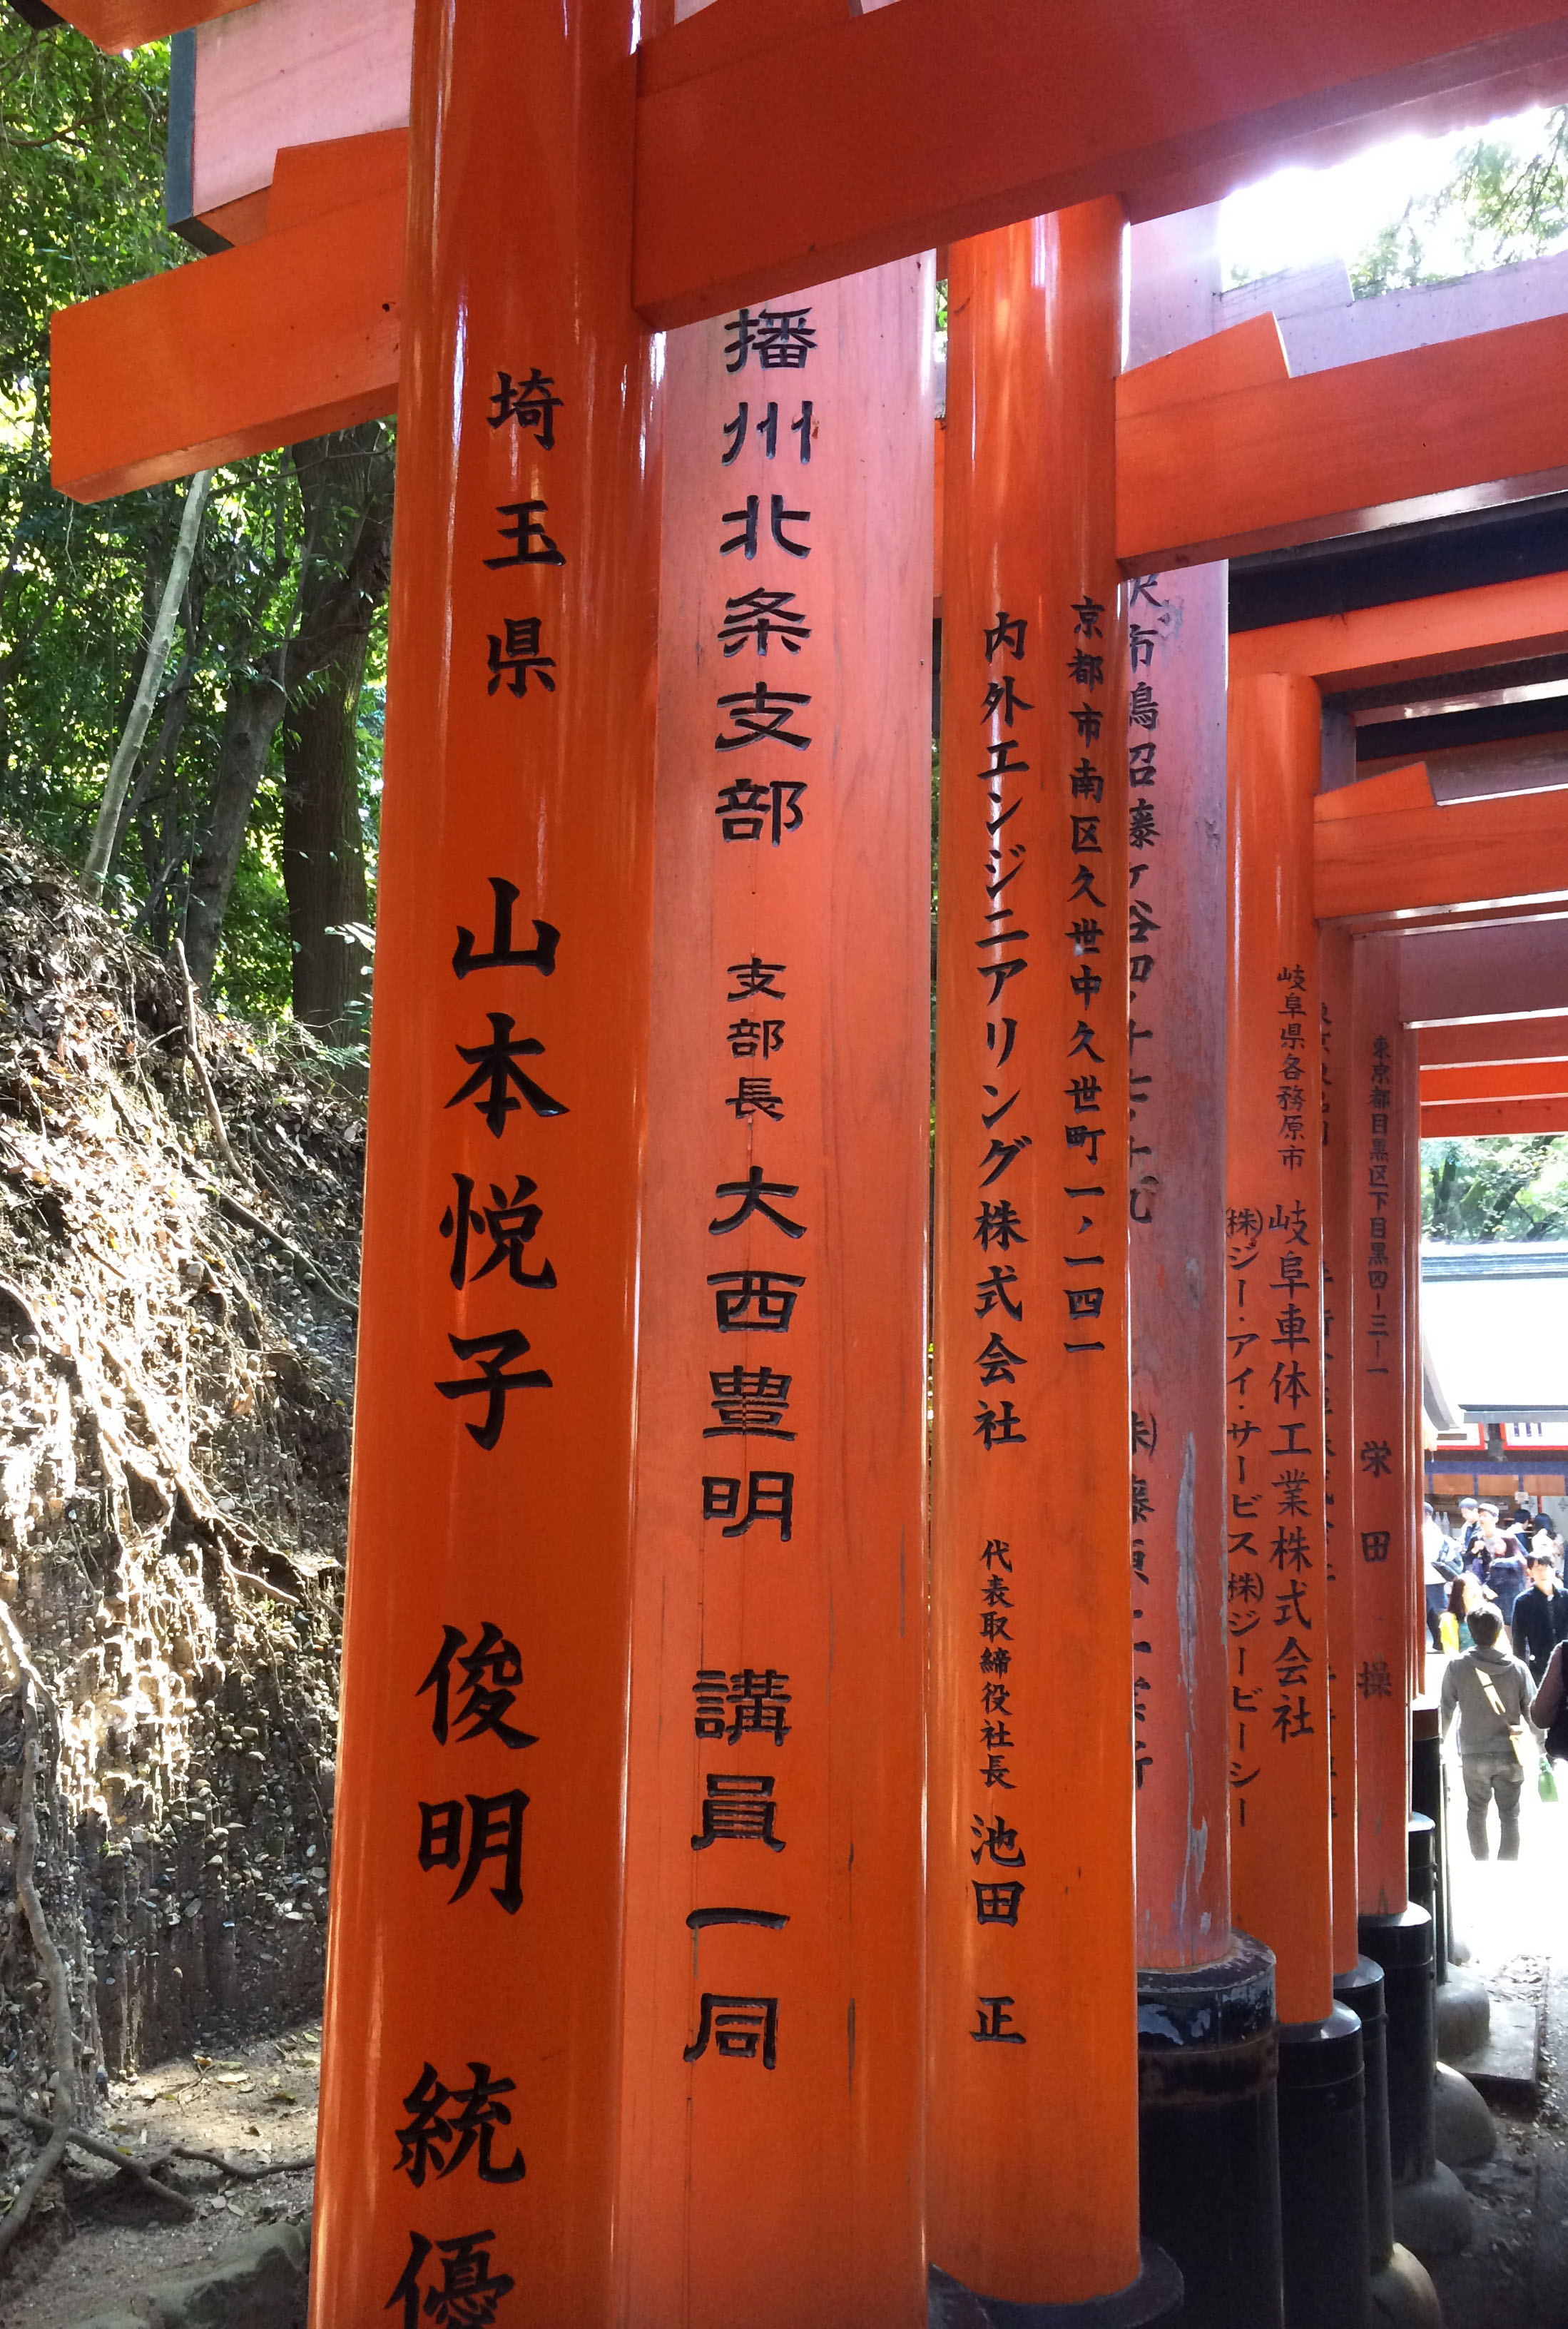 埼玉県 山本悦子 俊明 統優
播州北条支部 支部長 大西豊明 講員一同
京都市南区久世中久世町一ノ一四一
内外エンジニアリング株式会社 代表取締役社長 池田 正
岐阜県各務原市 岐阜車体工業株式会社
(株)ジー・アイ・サービス(株)ジービーシー
東京都目黒区下目黒四ー三ー一 栄田 操